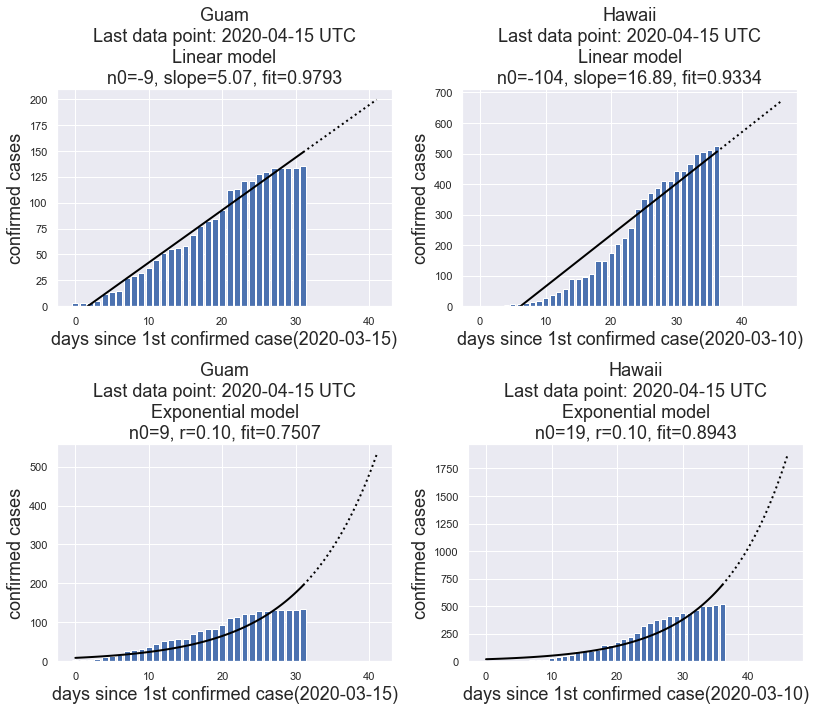 Guam
Last data point: 2020-04-15 UTC
Linear model
n0=-9, slope=5.07, fit=0.9793
200
175
150
125
100
75
50
25
0
confirmed cases
0 10 20 30 40
days since 1st confirmed case(2020-03-15)
Hawaii
Last data point: 2020-04-15 UTC
Linear model
n0=-104, slope=16.89, fit=0.9334
700
600
500
400
300
200
100
0
confirmed cases
0 10 20 30 40
days since 1st confirmed case(2020-03-10)
Guam
Last data point: 2020-04-15 UTC
Exponential model
n0=9, r=0.10, fit=0.7507
500
400
300
200
100
0
confirmed cases
0 10 20 30 40
days since 1st confirmed case(2020-03-15)
Hawaii
Last data point: 2020-04-15 UTC
Exponential model
n0=19, r=0.10, fit=0.8943
1750
1500
1250
1000
750
500
250
0
confirmed cases
0 10 20 30 40
days since 1st confirmed case(2020-03-10)